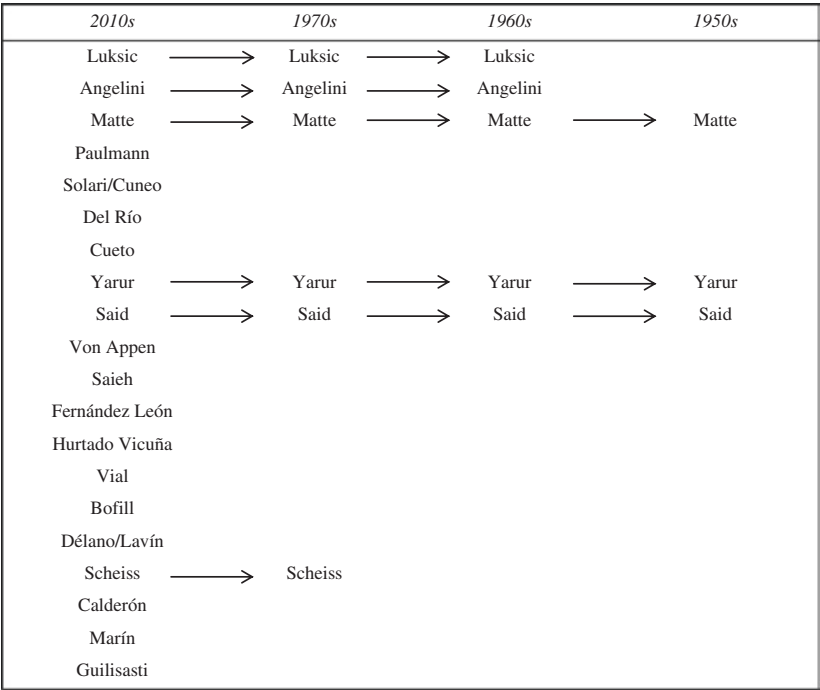 2010s 1970s 1960s 1950s
Luksic Luksic Luksic
Angelini Angelini Angelini
Matte Matte Matte Matte
Paulmann
Solari/Cuneo
Del Río
Cueto
Yarur Yarur Yarur Yarur
Said Said Said Said
Von Appen
Saieh
Fernández León
Hurtado Vicuña
Vial
Bofill
Délano/Lavín
Scheiss Scheiss
Calderón
Marín
Guilisasti